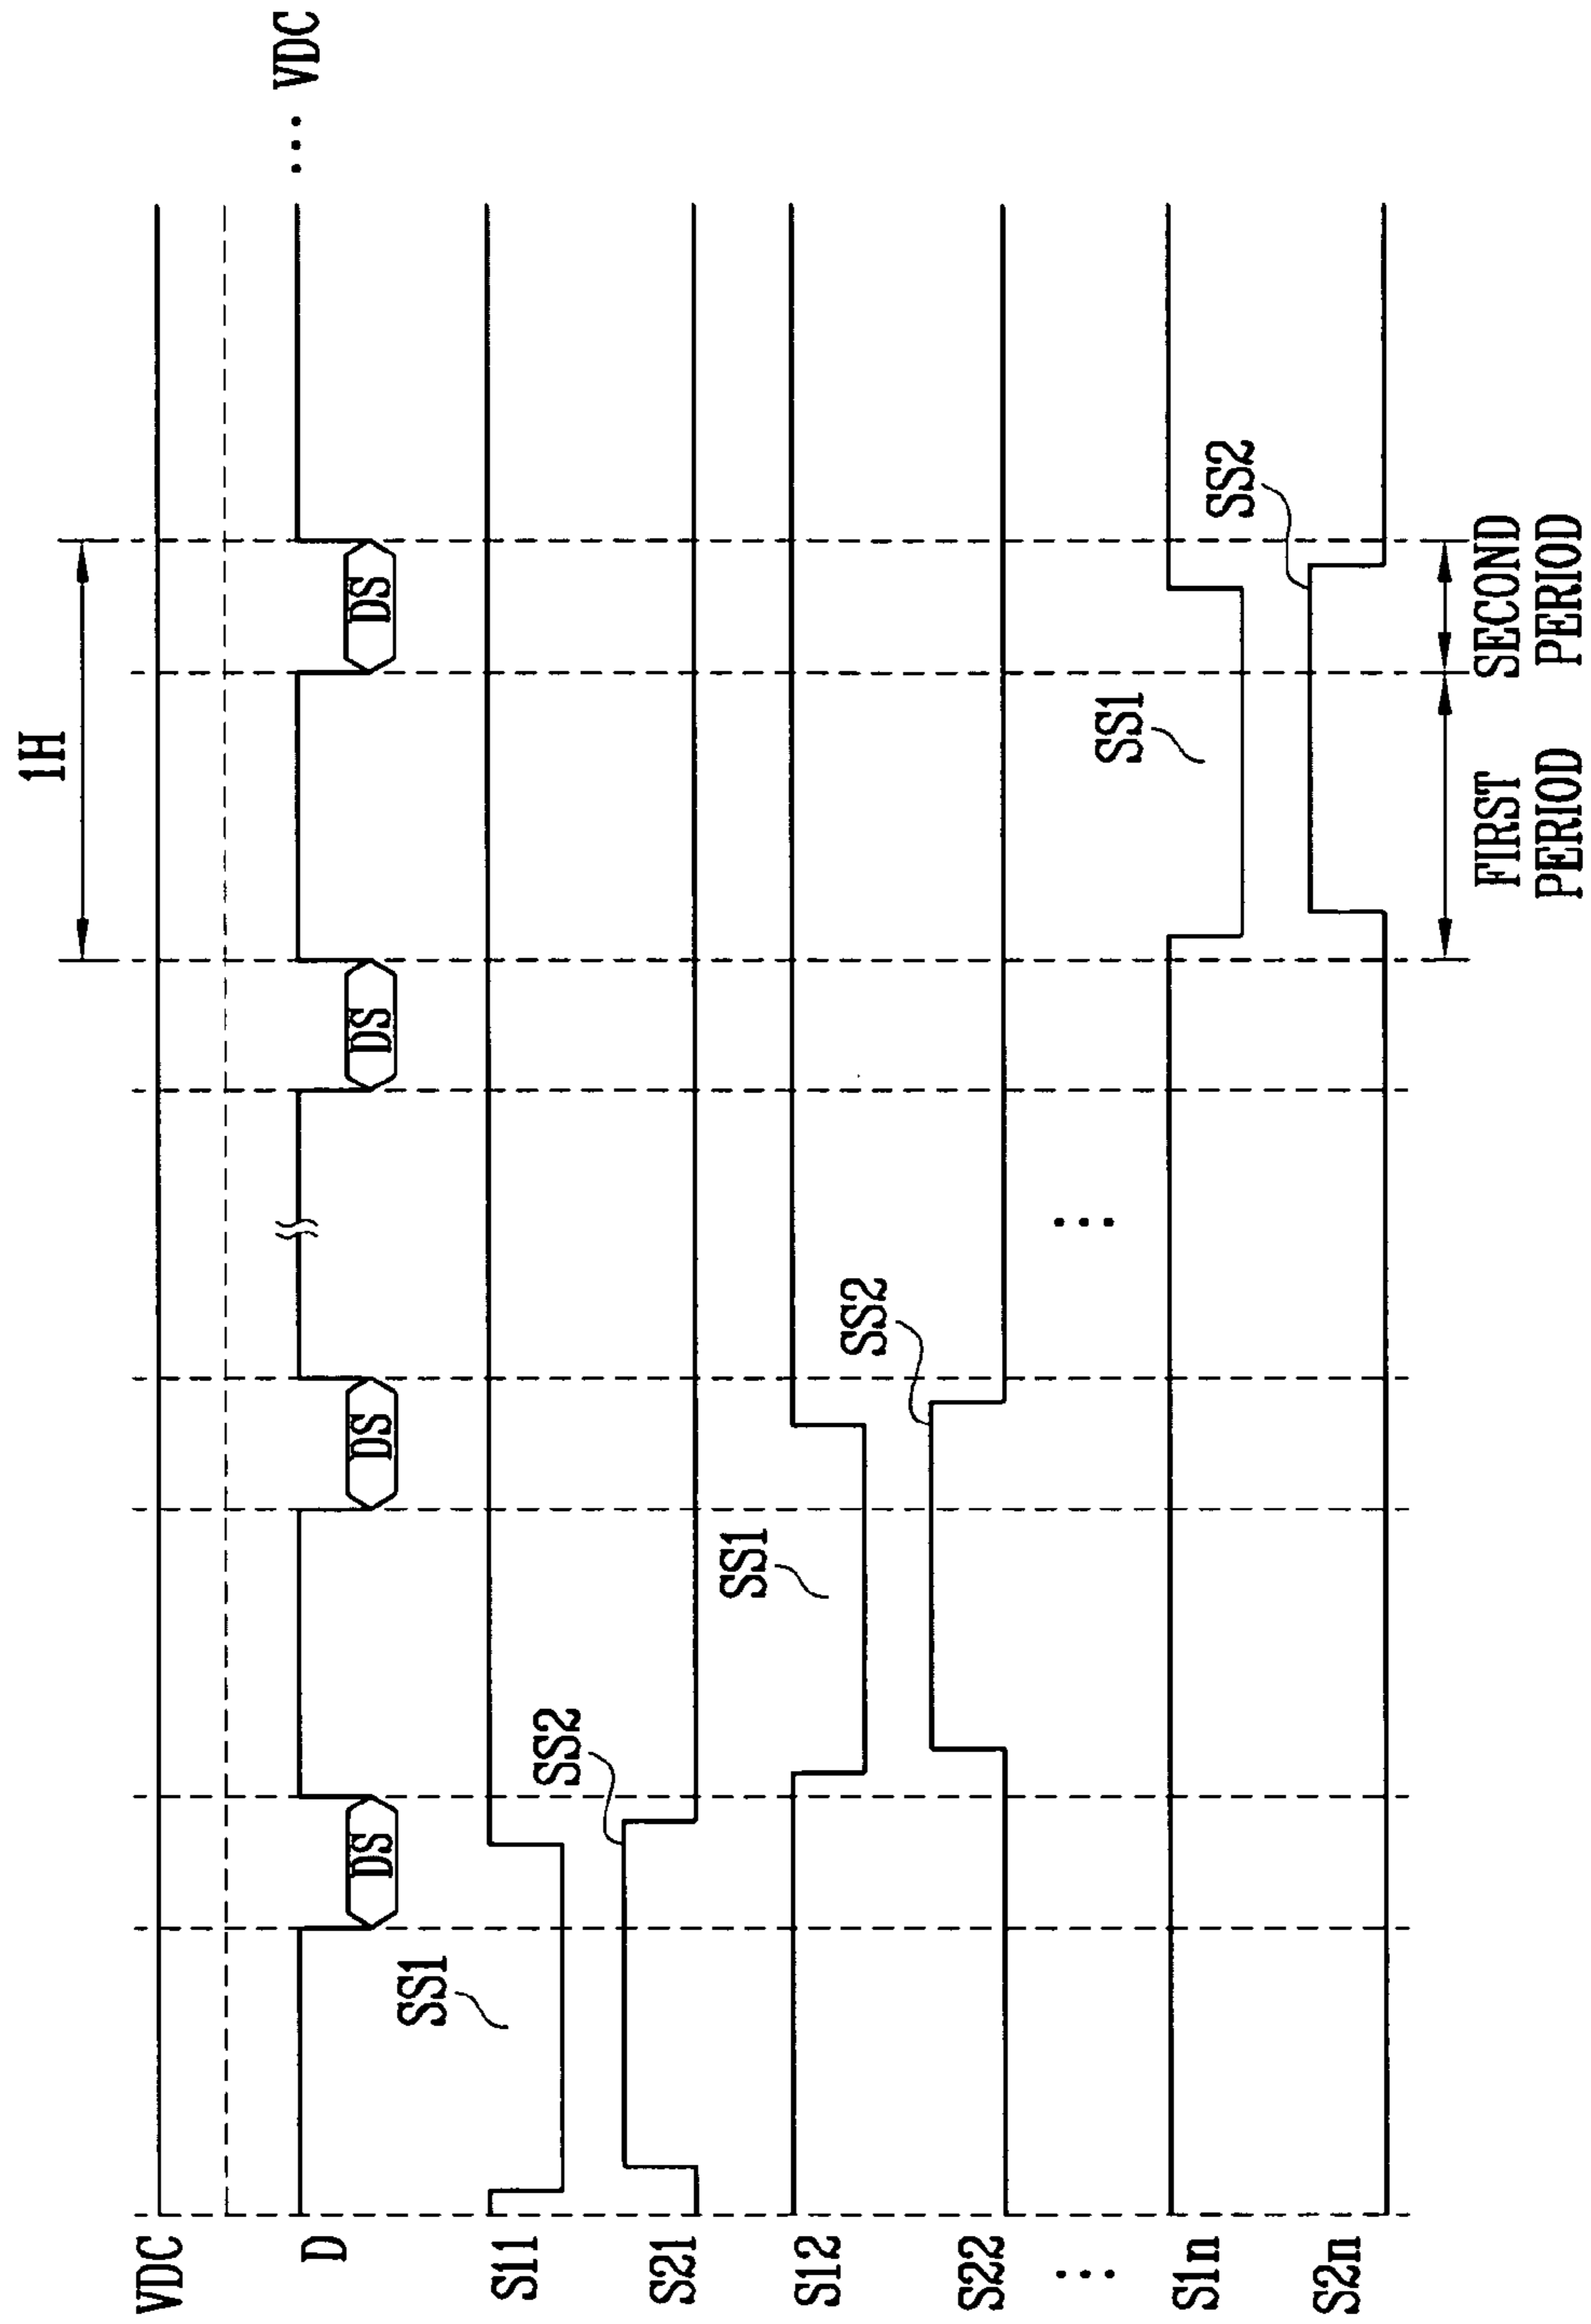 1H
VDC
··· VDC
D
DS
DS
DS
DS
S11
SS1
S21
SS2
S12
SS1
S22
SS2
⋮
⋮
S1n
SS1
S2n
SS2
FIRST
PERIOD
SECOND
PERIOD